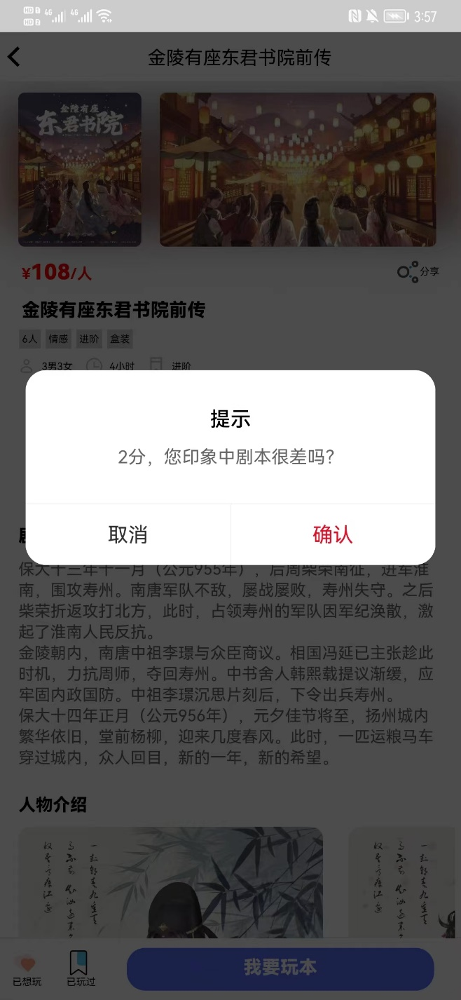 HD 1
HD 2
4G
4G
3:57
金陵有座东君书院前传
金陵有座
东君书院
¥108/人
分享
金陵有座东君书院前传
6人 情感 进阶 盒装
3男3女 4小时 进阶
提示
2分，您印象中剧本很差吗？
取消
确认
保大十三年十一月（公元955年），后周柴荣南征，进军淮
南，围攻寿州。南唐军队不敌，屡战屡败，寿州失守。之后
柴荣折返攻打北方，此时，占领寿州的军队因军纪涣散，激
起了淮南人民反抗。
金陵朝内，南唐中祖李璟与众臣商议。相国冯延已主张趁此
时机，力抗周师，夺回寿州。中书舍人韩熙载提议渐缓，应
牢固内政国防。中祖李璟沉思片刻后，下令出兵寿州。
保大十四年正月（公元956年），元夕佳节将至，扬州城内
繁华依旧，堂前杨柳，迎来几度春风。此时，一匹运粮马车
穿过城内，众人回目，新的一年，新的希望。
人物介绍
已想玩
已玩过
我要玩本